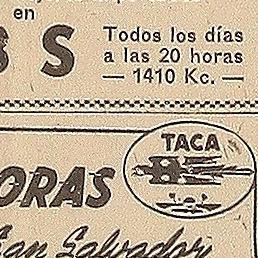 en
S S
Todos los días
a las 20 horas
— 1410 Kc. —
TACA
ORAS
San Salvador